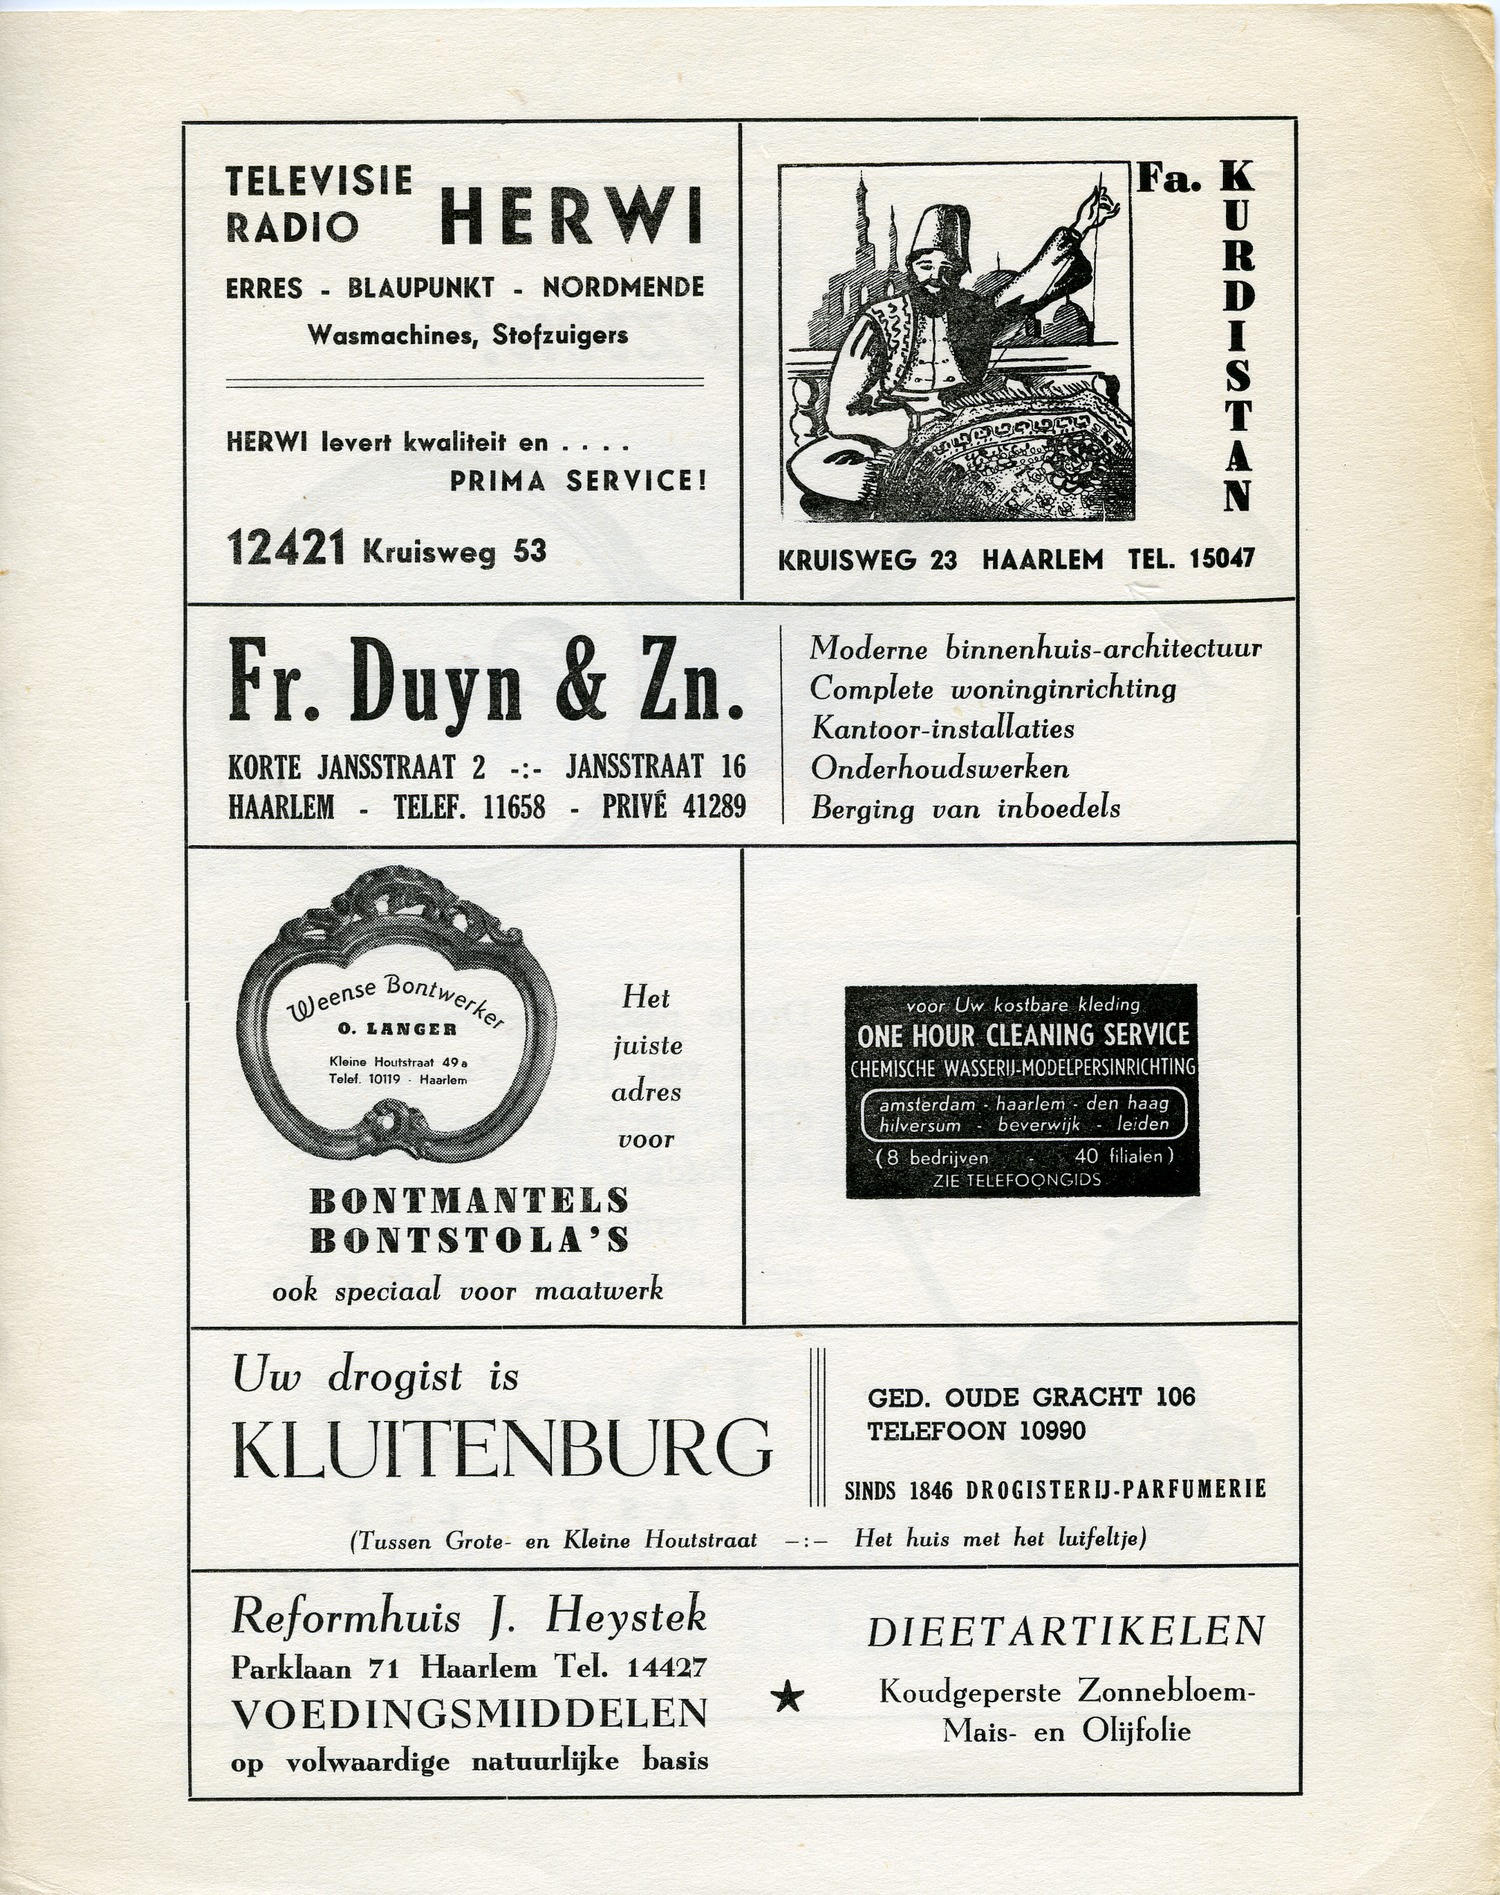 TELEVISIE
RADIO
HERWI
ERRES - BLAUPUNKT - NORDMENDE
Wasmachines, Stofzuigers
HERWI levert kwaliteit en . . . .
PRIMA SERVICE!
12421 Kruisweg 53
Fa. KURDISTAN
KRUISWEG 23 HAARLEM TEL. 15047
Fr. Duyn & Zn.
KORTE JANSSTRAAT 2 -:- JANSSTRAAT 16
HAARLEM - TELEF. 11658 - PRIVÉ 41289
Moderne binnenhuis-architectuur
Complete woninginrichting
Kantoor-installaties
Onderhoudswerken
Berging van inboedels
Weense Bontwerker
O. LANGER
Kleine Houtstraat 49a
Telef. 10119 - Haarlem
Het
juiste
adres
voor
BONTMANTELS
BONTSTOLA'S
ook speciaal voor maatwerk
voor Uw kostbare kleding
ONE HOUR CLEANING SERVICE
CHEMISCHE WASSERIJ-MODELPERSINRICHTING
amsterdam - haarlem - den haag
hilversum - beverwijk - leiden
(8 bedrijven - 40 filialen)
ZIE TELEFOONGIDS
Uw drogist is
KLUITENBURG
GED. OUDE GRACHT 106
TELEFOON 10990
SINDS 1846 DROGISTERIJ-PARFUMERIE
(Tussen Grote- en Kleine Houtstraat -:- Het huis met het luifeltje)
Reformhuis J. Heystek
Parklaan 71 Haarlem Tel. 14427
VOEDINGSMIDDELEN
op volwaardige natuurlijke basis
DIEETARTIKELEN
Koudgeperste Zonnebloem-
Mais- en Olijfolie